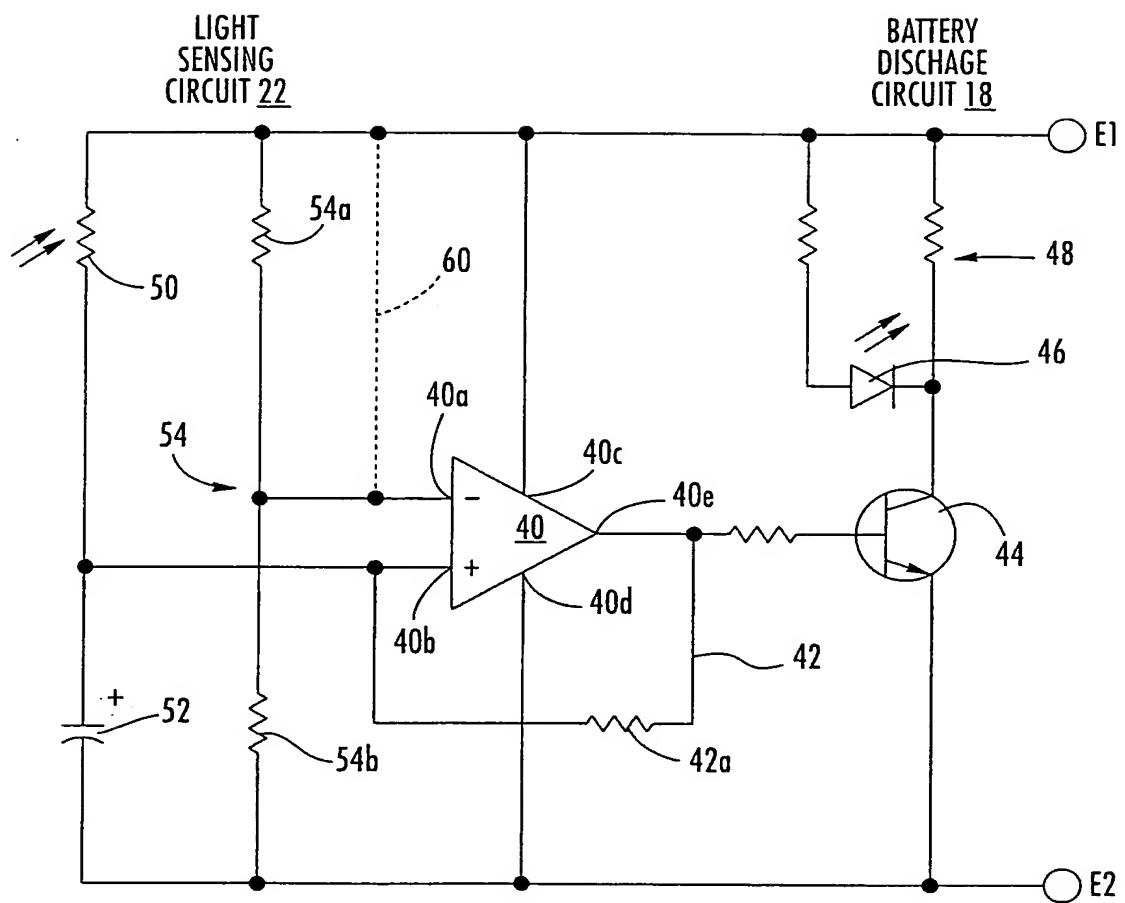 LIGHT
SENSING
CIRCUIT 22
BATTERY
DISCHAGE
CIRCUIT 18
E1
54a
50
60
48
46
40a
54
40c
40e
-
40
+
44
40b
40d
42
+
52
54b
42a
E2